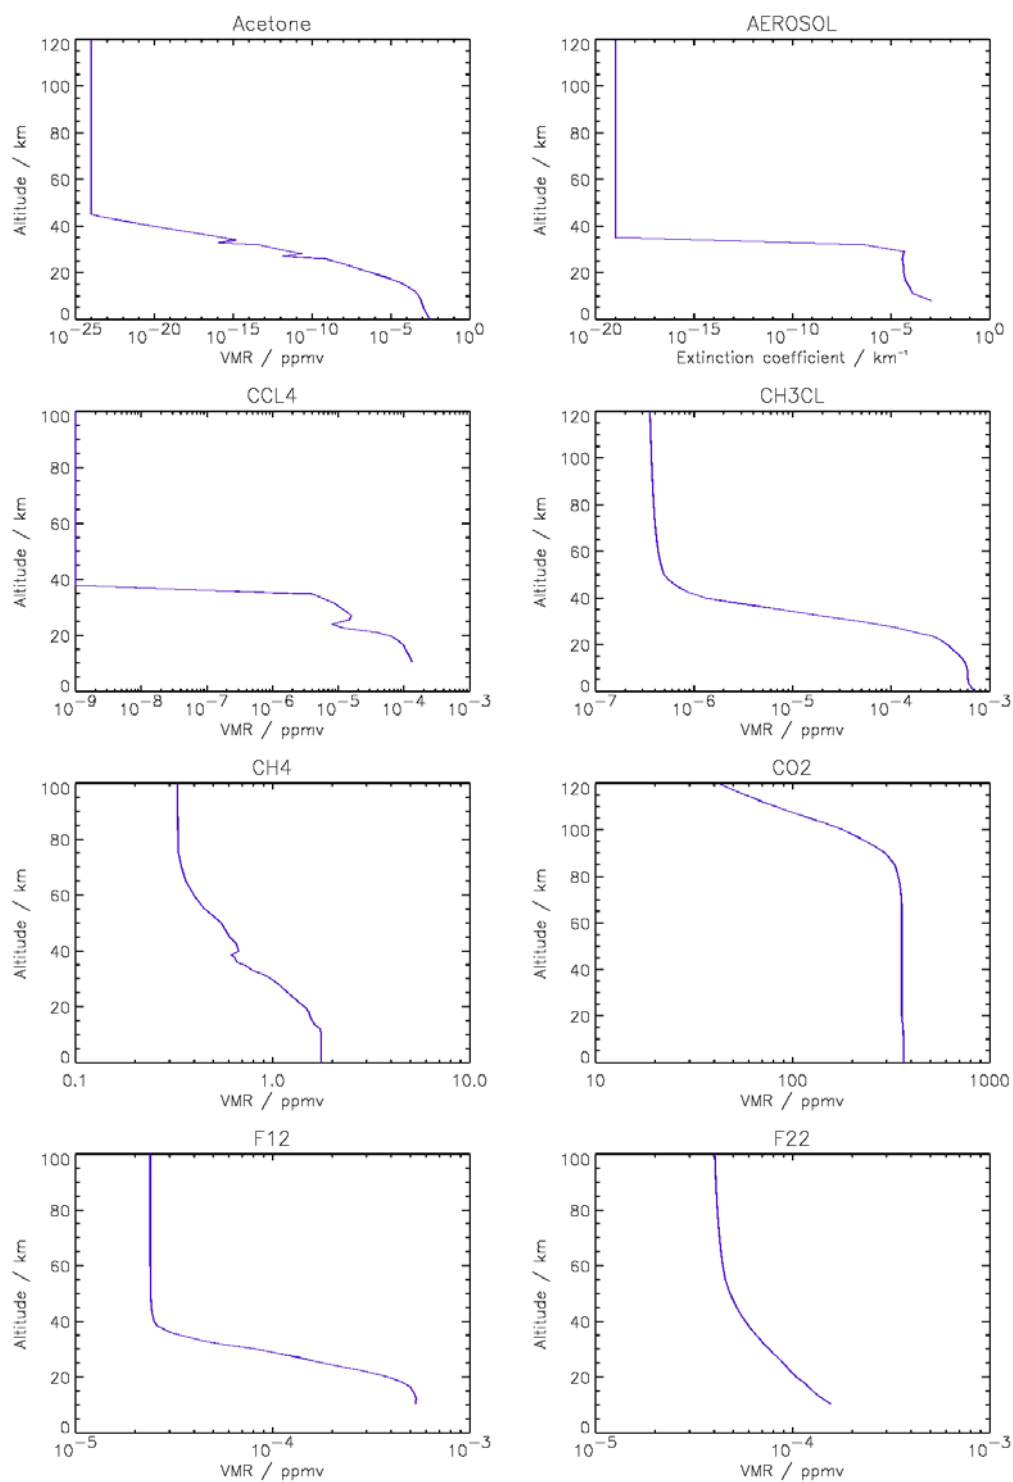 Acetone
120
100
80
60
40
20
0
Altitude / km
10⁻²⁵ 10⁻²⁰ 10⁻¹⁵ 10⁻¹⁰ 10⁻⁵ 10⁰
VMR / ppmv
AEROSOL
120
100
80
60
40
20
0
Altitude / km
10⁻²⁰ 10⁻¹⁵ 10⁻¹⁰ 10⁻⁵ 10⁰
Extinction coefficient / km⁻¹
CCL4
100
80
60
40
20
0
Altitude / km
10⁻⁹ 10⁻⁸ 10⁻⁷ 10⁻⁶ 10⁻⁵ 10⁻⁴ 10⁻³
VMR / ppmv
CH3CL
120
100
80
60
40
20
0
Altitude / km
10⁻⁷ 10⁻⁶ 10⁻⁵ 10⁻⁴ 10⁻³
VMR / ppmv
CH4
100
80
60
40
20
0
Altitude / km
0.1 1.0 10.0
VMR / ppmv
CO2
120
100
80
60
40
20
0
Altitude / km
10 100 1000
VMR / ppmv
F12
100
80
60
40
20
0
Altitude / km
10⁻⁵ 10⁻⁴ 10⁻³
VMR / ppmv
F22
100
80
60
40
20
0
Altitude / km
10⁻⁵ 10⁻⁴ 10⁻³
VMR / ppmv